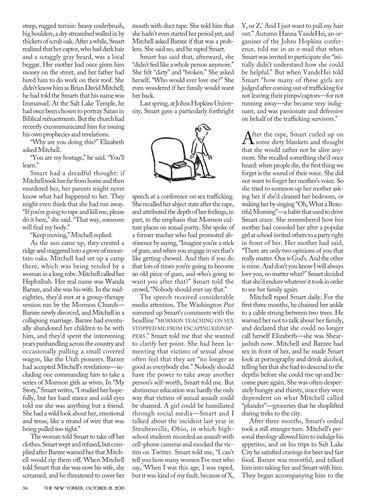 steep, rugged terrain: heavy underbrush,
big boulders, a dry streambed walled in by
thickets of scrub oak. After a while, Smart
realized that her captor, who had dark hair
and a scraggly gray beard, was a local
beggar. Her mother had once given him
money on the street, and her father had
hired him to do work on their roof. She
didn't know him as Brian David Mitchell;
he had told the Smarts that his name was
Immanuel. At the Salt Lake Temple, he
had once been chosen to portray Satan in
Biblical reënactments. But the church had
recently excommunicated him for issuing
his own prophecies and revelations.
"Why are you doing this?" Elizabeth
asked Mitchell.
"You are my hostage," he said. "You'll
learn."
Smart had a dreadful thought: if
Mitchell took her far from home and then
murdered her, her parents might never
know what had happened to her. They
might even think that she had run away.
"If you're going to rape and kill me, please
do it here," she said. "That way, someone
will find my body."
"Keep moving," Mitchell replied.
As the sun came up, they crested a
ridge and staggered into a grove of moun-
tain oaks. Mitchell had set up a camp
there, which was being tended by a
woman in a long robe: Mitchell called her
Hephzibah. Her real name was Wanda
Barzee, and she was his wife. In the mid-
eighties, they'd met at a group-therapy
session run by the Mormon Church—
Barzee newly divorced, and Mitchell in a
collapsing marriage. Barzee had eventu-
ally abandoned her children to be with
him, and they'd spent the intervening
years panhandling across the country and
occasionally pulling a small covered
wagon, like the Utah pioneers. Barzee
had accepted Mitchell's revelations—in-
cluding one commanding him to take a
series of Mormon girls as wives. In "My
Story," Smart writes, "I studied her hope-
fully, but her hard stance and cold eyes
told me she was anything but a friend.
She had a wild look about her, emotional
and tense, like a strand of wire that was
being pulled too tight."
The woman told Smart to take off her
clothes. Smart wept and refused, but com-
plied after Barzee warned her that Mitch-
ell would rip them off. When Mitchell
told Smart that she was now his wife, she
screamed, and he threatened to cover her
mouth with duct tape. She told him that
she hadn't even started her period yet, and
Mitchell asked Barzee if that was a prob-
lem. She said no, and he raped Smart.
Smart has said that, afterward, she
"didn't feel like a whole person anymore."
She felt "dirty" and "broken." She asked
herself, "Who would ever love me?" She
even wondered if her family would want
her back.
Last spring, at Johns Hopkins Univer-
sity, Smart gave a particularly forthright
speech at a conference on sex trafficking.
She recalled her abject state after the rape,
and attributed the depth of her feelings, in
part, to the emphasis that Mormon cul-
ture places on sexual purity. She spoke of
a former teacher who had promoted ab-
stinence by saying, "Imagine you're a stick
of gum, and when you engage in sex that's
like getting chewed. And then if you do
that lots of times you're going to become
an old piece of gum, and who's going to
want you after that?" Smart told the
crowd, "Nobody should ever say that."
The speech received considerable
media attention. The Washington Post
summed up Smart's comments with the
headline "MORMON TEACHING ON SEX
STOPPED ME FROM ESCAPING KIDNAP-
PERS." Smart told me that she wanted
to clarify her point. She had been la-
menting that victims of sexual abuse
often feel that they are "no longer as
good as everybody else." Nobody should
have the power to take away another
person's self-worth, Smart told me. But
abstinence education was hardly the only
way that victims of sexual assault could
be shamed. A girl could be humiliated
through social media—Smart and I
talked about the incident last year in
Steubenville, Ohio, in which high-
school students recorded an assault with
cell-phone cameras and mocked the vic-
tim on Twitter. Smart told me, "I can't
tell you how many women I've met who
say, 'When I was this age, I was raped,
but it was kind of my fault, because of X,
Y, or Z.' And I just want to pull my hair
out." Autumn Hanna VandeHei, an or-
ganizer of the Johns Hopkins confer-
ence, told me in an e-mail that when
Smart was invited to participate she "ini-
tially didn't understand how she could
be helpful." But when VandeHei told
Smart "how many of these girls are
judged after coming out of trafficking for
not leaving their pimps/captors—for not
running away—she became very indig-
nant, and was passionate and defensive
on behalf of the trafficking survivors."
After the rape, Smart curled up on
some dirty blankets and thought
that she would rather not be alive any-
more. She recalled something she'd once
heard: when people die, the first thing we
forget is the sound of their voice. She did
not want to forget her mother's voice. So
she tried to summon up her mother ask-
ing her if she'd cleaned her bedroom, or
waking her by singing "Oh, What a Beau-
tiful Morning"—a habit that used to drive
Smart crazy. She remembered how her
mother had consoled her after a popular
girl at school invited others to a party right
in front of her. Her mother had said,
"There are only two opinions of you that
really matter. One is God's. And the other
is mine. And don't you know I will always
love you, no matter what?" Smart decided
that she'd endure whatever it took in order
to see her family again.
Mitchell raped Smart daily. For the
first three months, he chained her ankle
to a cable strung between two trees. He
warned her not to talk about her family,
and declared that she could no longer
call herself Elizabeth—she was Shear-
jashub now. Mitchell and Barzee had
sex in front of her, and he made Smart
look at pornography and drink alcohol,
telling her that she had to descend to the
depths before she could rise up and be-
come pure again. She was often desper-
ately hungry and thirsty, since they were
dependent on what Mitchell called
"plunder"—groceries that he shoplifted
during treks to the city.
After three months, Smart's ordeal
took a still stranger turn. Mitchell's per-
sonal theology allowed him to indulge his
appetites, and on his trips to Salt Lake
City he satisfied cravings for beer and fast
food. Barzee was resentful, and talked
him into taking her and Smart with him.
They began accompanying him to the
34 THE NEW YORKER, OCTOBER 21, 2013